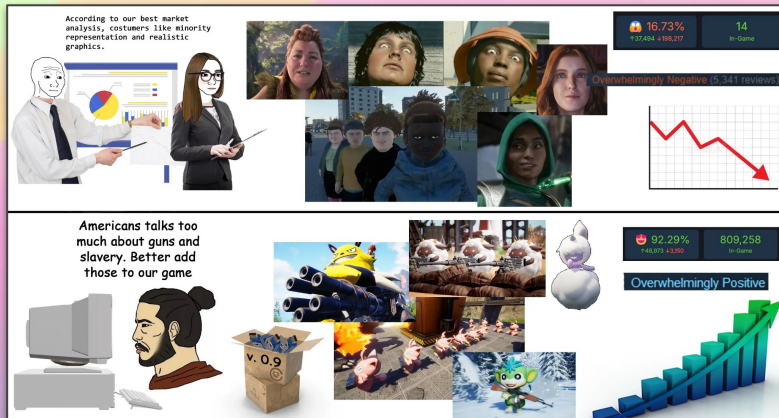 According to our best market
analysis, costumers like minority
representation and realistic
graphics.
😱 16.73%
↑37,494 ↓188,217
14
In-Game
Overwhelmingly Negative (5,341 reviews)
Americans talks too
much about guns and
slavery. Better add
those to our game
v. 0.9
😍 92.29%
↑48,873 ↓3,150
809,258
In-Game
Overwhelmingly Positive